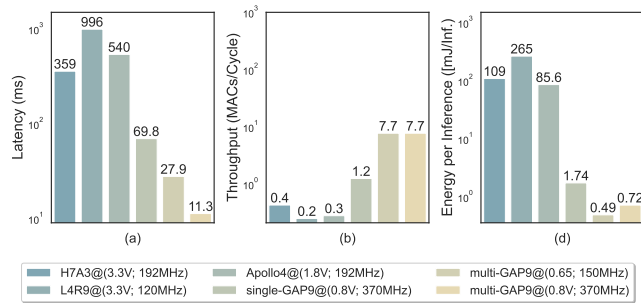 Latency (ms)
10³
10²
10¹
359
996
540
69.8
27.9
11.3
(a)
Throughput (MACs/Cycle)
10³
10²
10¹
10⁰
0.4
0.2
0.3
1.2
7.7
7.7
(b)
Energy per Inference ([mJ/Inf.)
10³
10²
10¹
10⁰
109
265
85.6
1.74
0.49
0.72
(d)
H7A3@(3.3V; 192MHz)
L4R9@(3.3V; 120MHz)
Apollo4@(1.8V; 192MHz)
single-GAP9@(0.8V; 370MHz)
multi-GAP9@(0.65; 150MHz)
multi-GAP9@(0.8V; 370MHz)